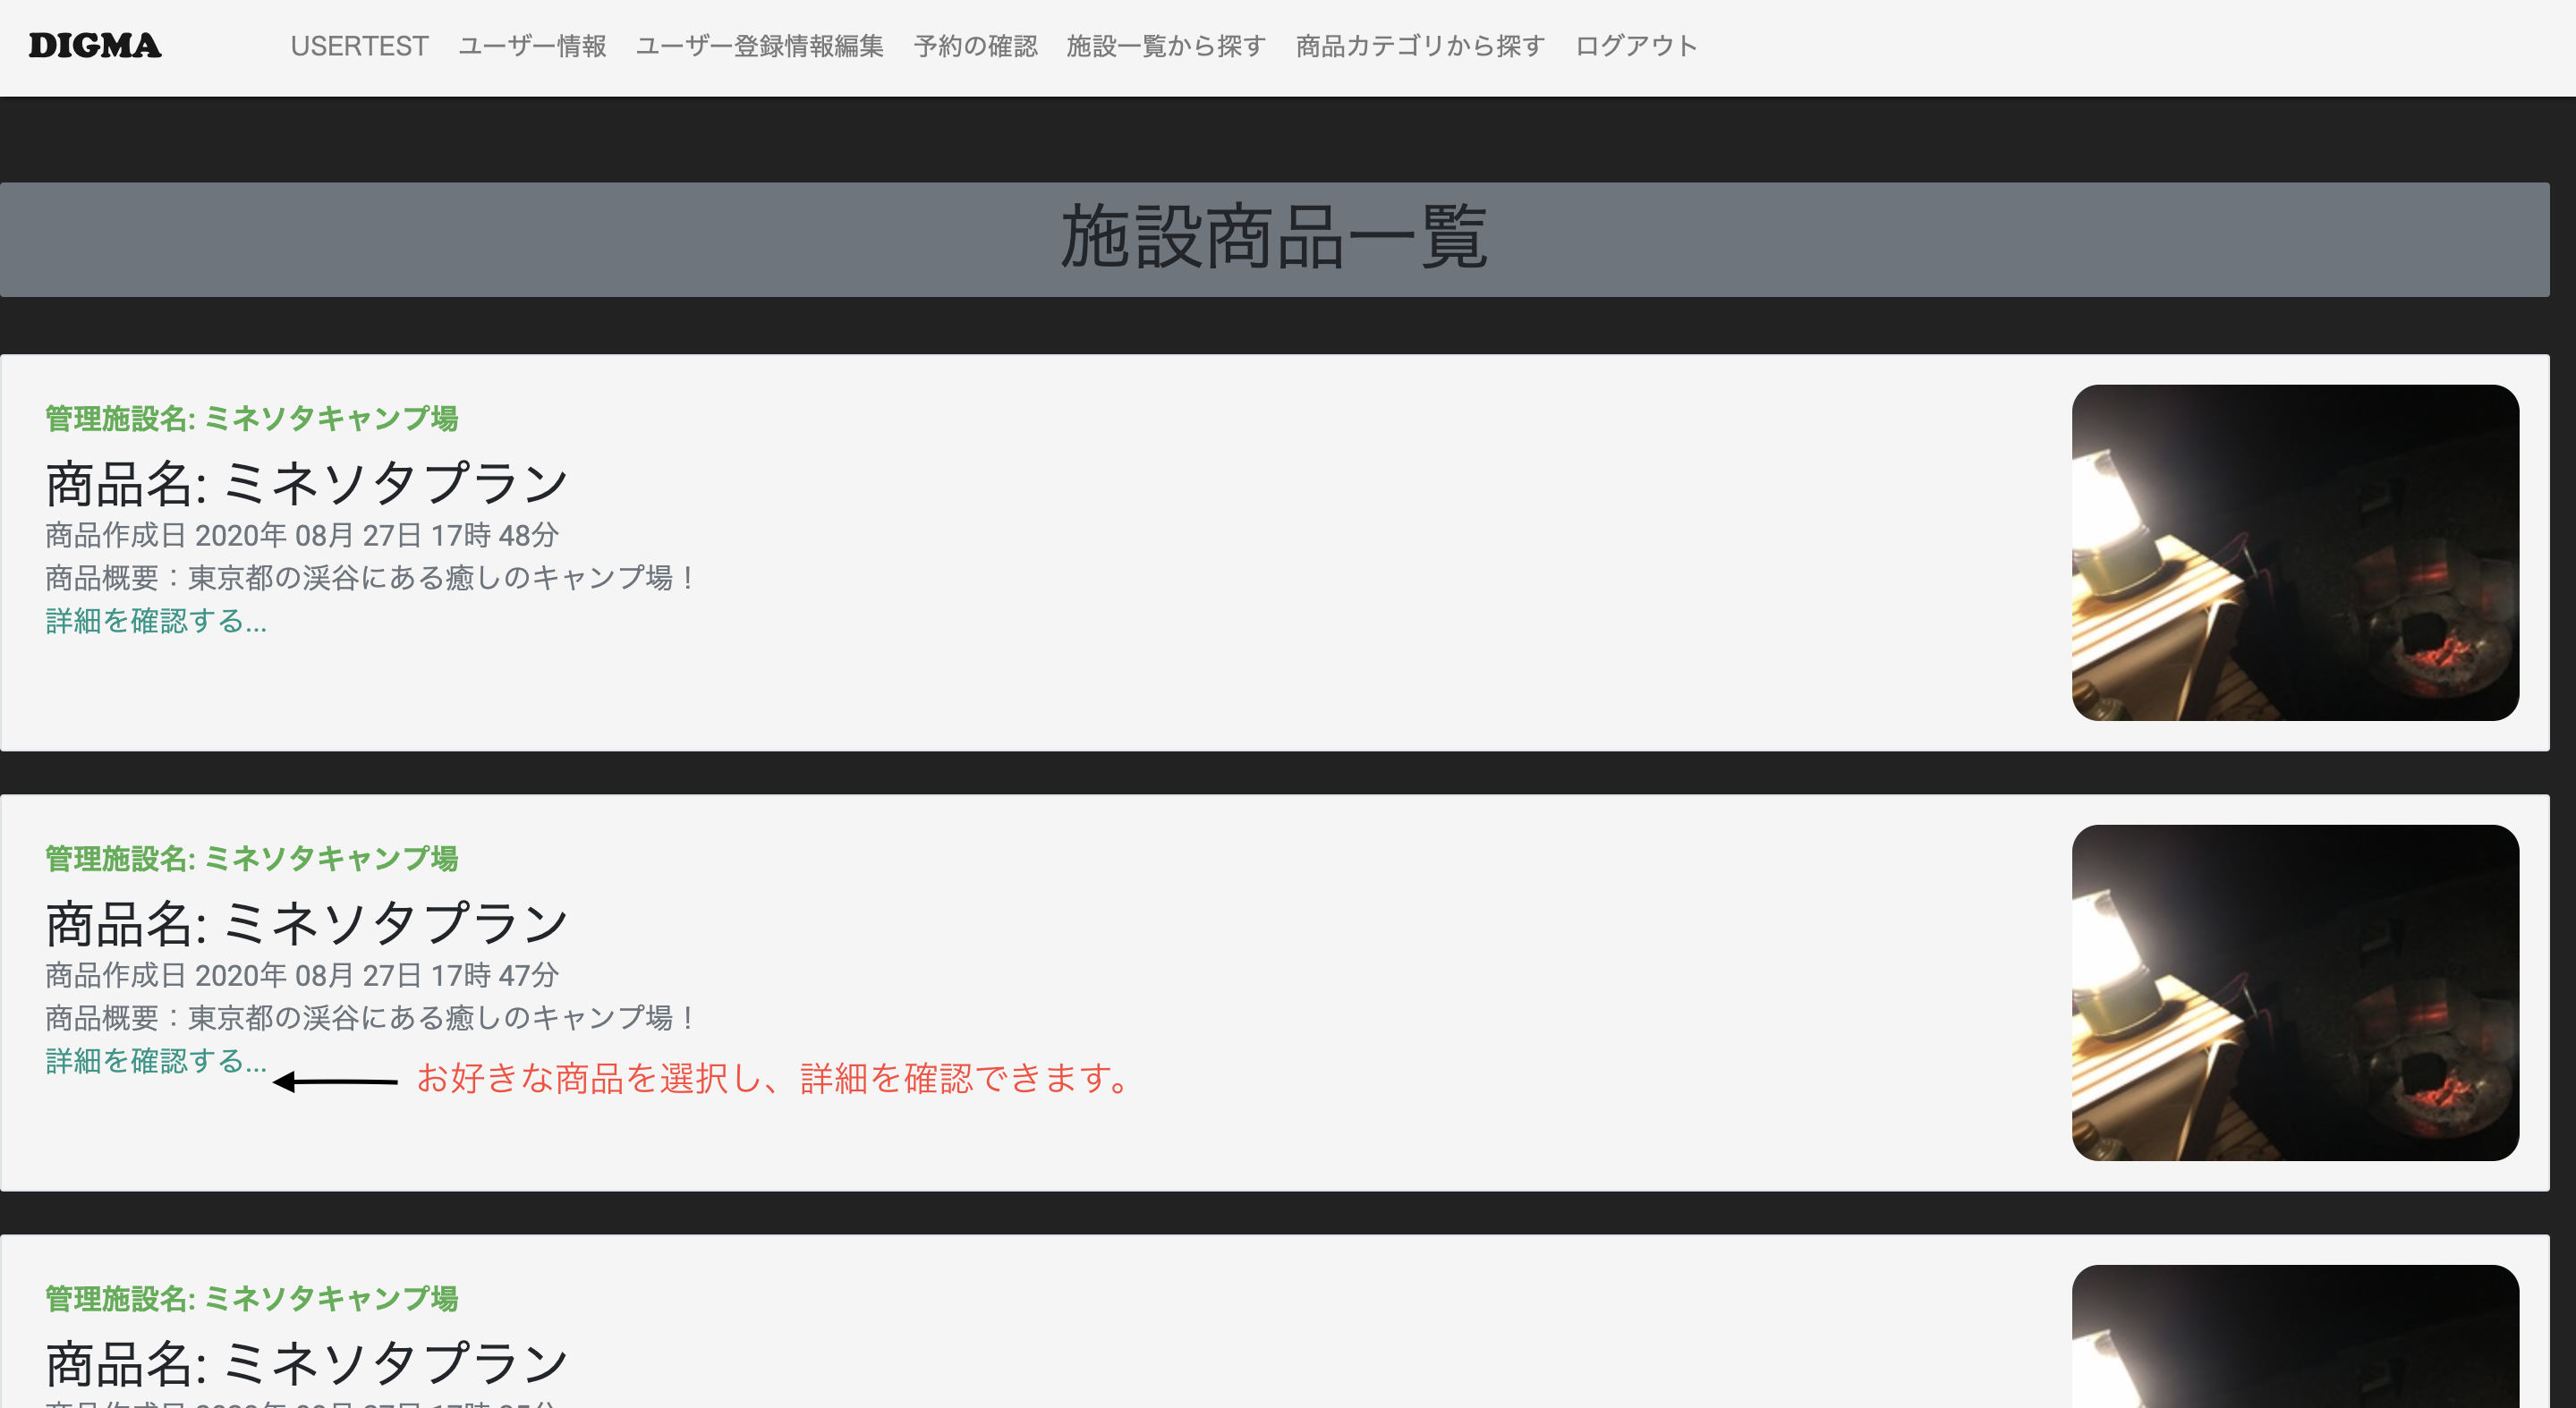 DIGMA USERTEST ユーザー情報 ユーザー登録情報編集 予約の確認 施設一覧から探す 商品カテゴリから探す ログアウト
施設商品一覧
管理施設名: ミネソタキャンプ場
商品名: ミネソタプラン
商品作成日 2020年 08月 27日 17時 48分
商品概要：東京都の渓谷にある癒しのキャンプ場！
詳細を確認する...
管理施設名: ミネソタキャンプ場
商品名: ミネソタプラン
商品作成日 2020年 08月 27日 17時 47分
商品概要：東京都の渓谷にある癒しのキャンプ場！
詳細を確認する...
お好きな商品を選択し、詳細を確認できます。
管理施設名: ミネソタキャンプ場
商品名: ミネソタプラン